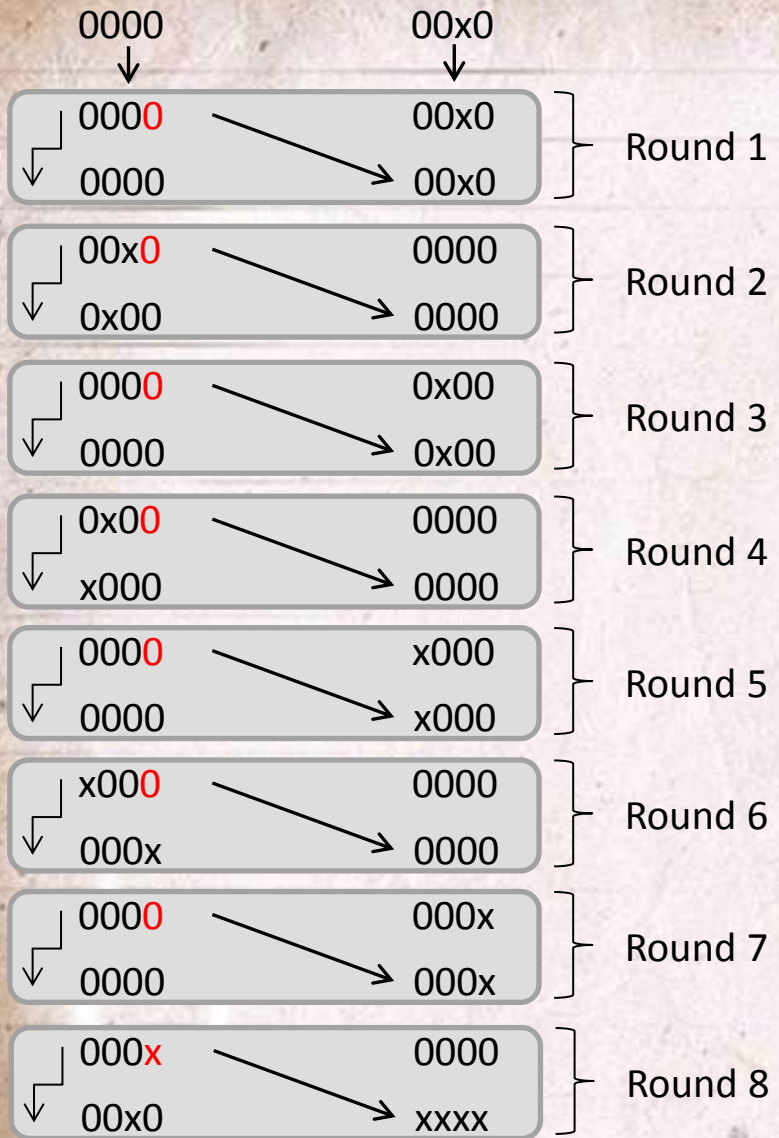 0000 00x0
0000 00x0
Round 1
0000 00x0
00x0 0000
Round 2
0x00 0000
0000 0x00
Round 3
0000 0x00
0x00 0000
Round 4
x000 0000
0000 x000
Round 5
0000 x000
x000 0000
Round 6
000x 0000
0000 000x
Round 7
0000 000x
000x 0000
Round 8
00x0 xxxx